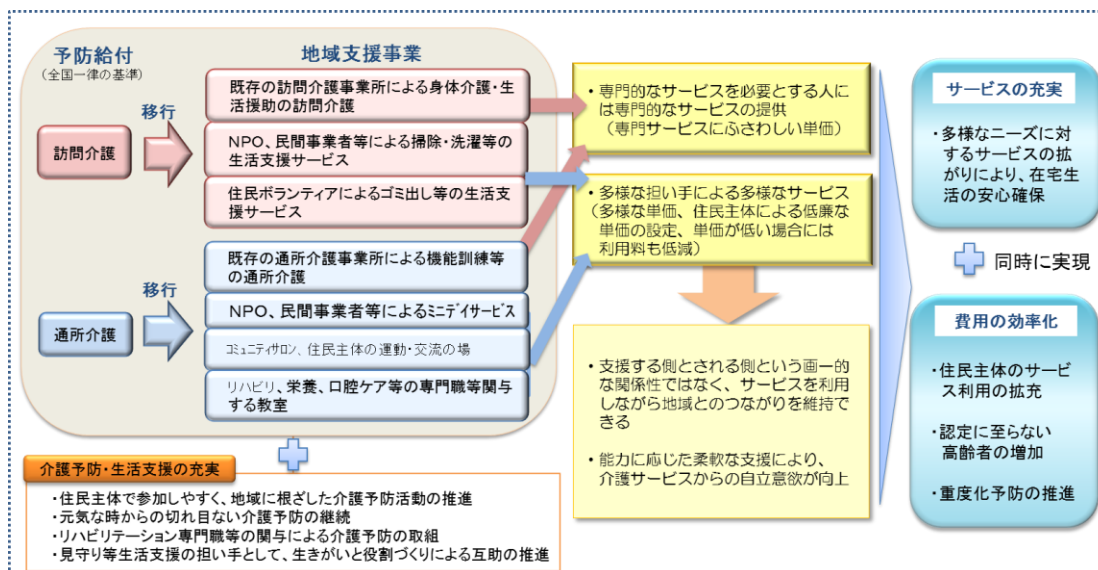 予防給付
(全国一律の基準)
地域支援事業
移行
訪問介護
既存の訪問介護事業所による身体介護・生
活援助の訪問介護
NPO、民間事業者等による掃除・洗濯等の
生活支援サービス
住民ボランティアによるゴミ出し等の生活支
援サービス
移行
通所介護
既存の通所介護事業所による機能訓練等
の通所介護
NPO、民間事業者等によるミニデイサービス
コミュニティサロン、住民主体の運動・交流の場
リハビリ、栄養、口腔ケア等の専門職等関与
する教室
介護予防・生活支援の充実
・住民主体で参加しやすく、地域に根ざした介護予防活動の推進
・元気な時からの切れ目ない介護予防の継続
・リハビリテーション専門職等の関与による介護予防の取組
・見守り等生活支援の担い手として、生きがいと役割づくりによる互助の推進
・専門的なサービスを必要とする人に
は専門的なサービスの提供
(専門サービスにふさわしい単価)
・多様な担い手による多様なサービス
(多様な単価、住民主体による低廉な
単価の設定、単価が低い場合には
利用料も低減)
・支援する側とされる側という画一的
な関係性ではなく、サービスを利用
しながら地域とのつながりを維持で
きる
・能力に応じた柔軟な支援により、
介護サービスからの自立意欲が向上
サービスの充実
・多様なニーズに対
するサービスの拡
がりにより、在宅生
活の安心確保
同時に実現
費用の効率化
・住民主体のサービ
ス利用の拡充
・認定に至らない
高齢者の増加
・重度化予防の推進